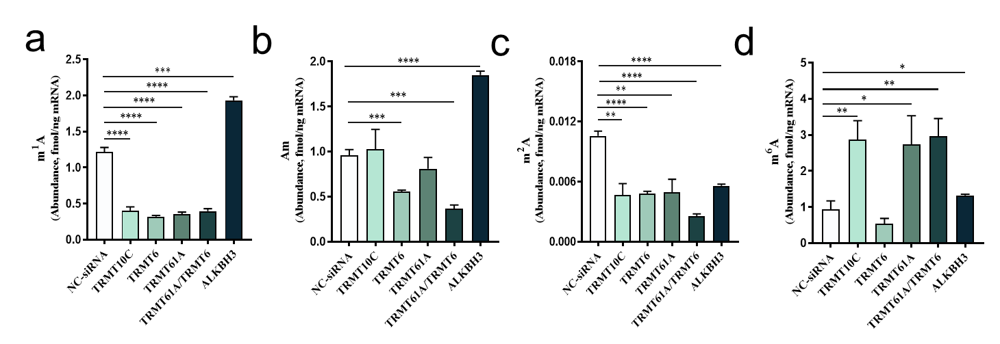 a
m1A
(Abundance, fmol/ng mRNA)
2.5
2.0
1.5
1.0
0.5
0.0
***
****
****
****
****
NC-siRNA
TRMT10C
TRMT6
TRMT61A
TRMT61A/TRMT6
ALKBH3
b
Am
(Abundance, fmol/ng mRNA)
2.0
1.5
1.0
0.5
0.0
****
***
***
NC-siRNA
TRMT10C
TRMT6
TRMT61A
TRMT61A/TRMT6
ALKBH3
c
m2A
(Abundance, fmol/ng mRNA)
0.018
0.012
0.006
0.000
****
****
**
****
**
NC-siRNA
TRMT10C
TRMT6
TRMT61A
TRMT61A/TRMT6
ALKBH3
d
m6A
(Abundance, fmol/ng mRNA)
5
4
3
2
1
0
*
**
*
**
NC-siRNA
TRMT10C
TRMT6
TRMT61A
TRMT61A/TRMT6
ALKBH3